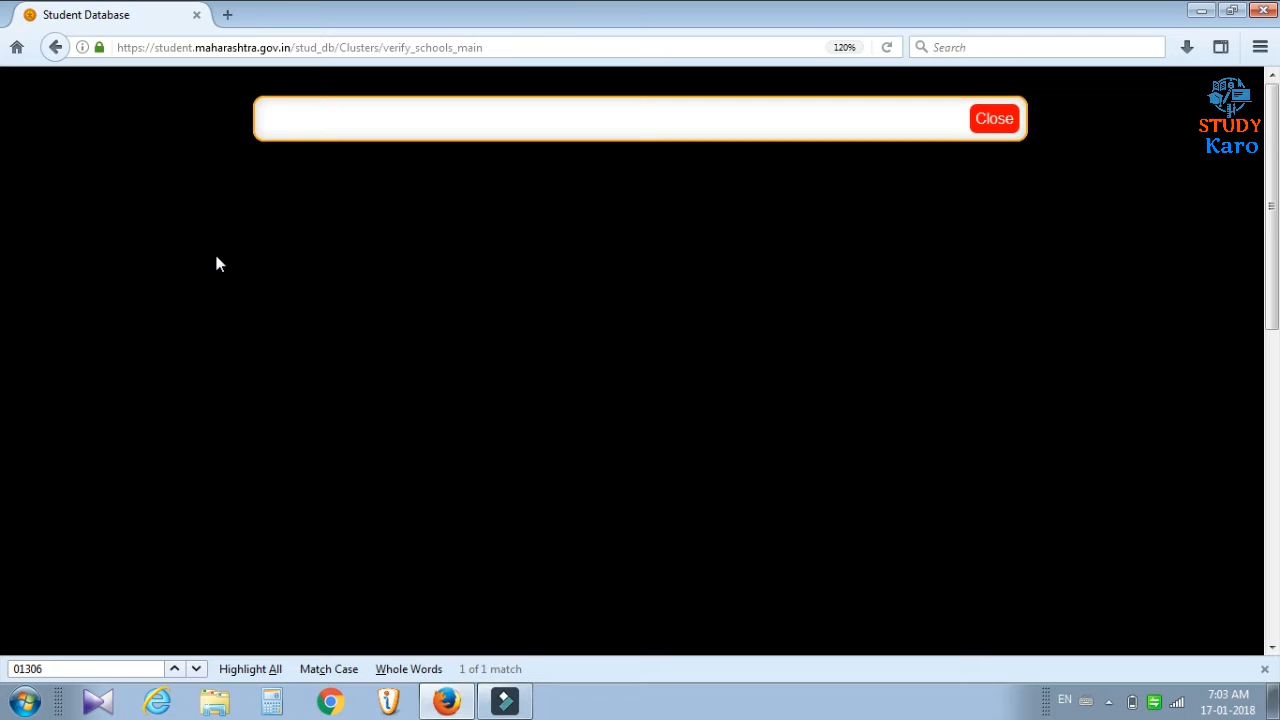 Student Database
https://student.maharashtra.gov.in/stud_db/Clusters/verify_schools_main
120%
Search
Close
STUDY
Karo
01306
Highlight All
Match Case
Whole Words
1 of 1 match
EN
7:03 AM
17-01-2018